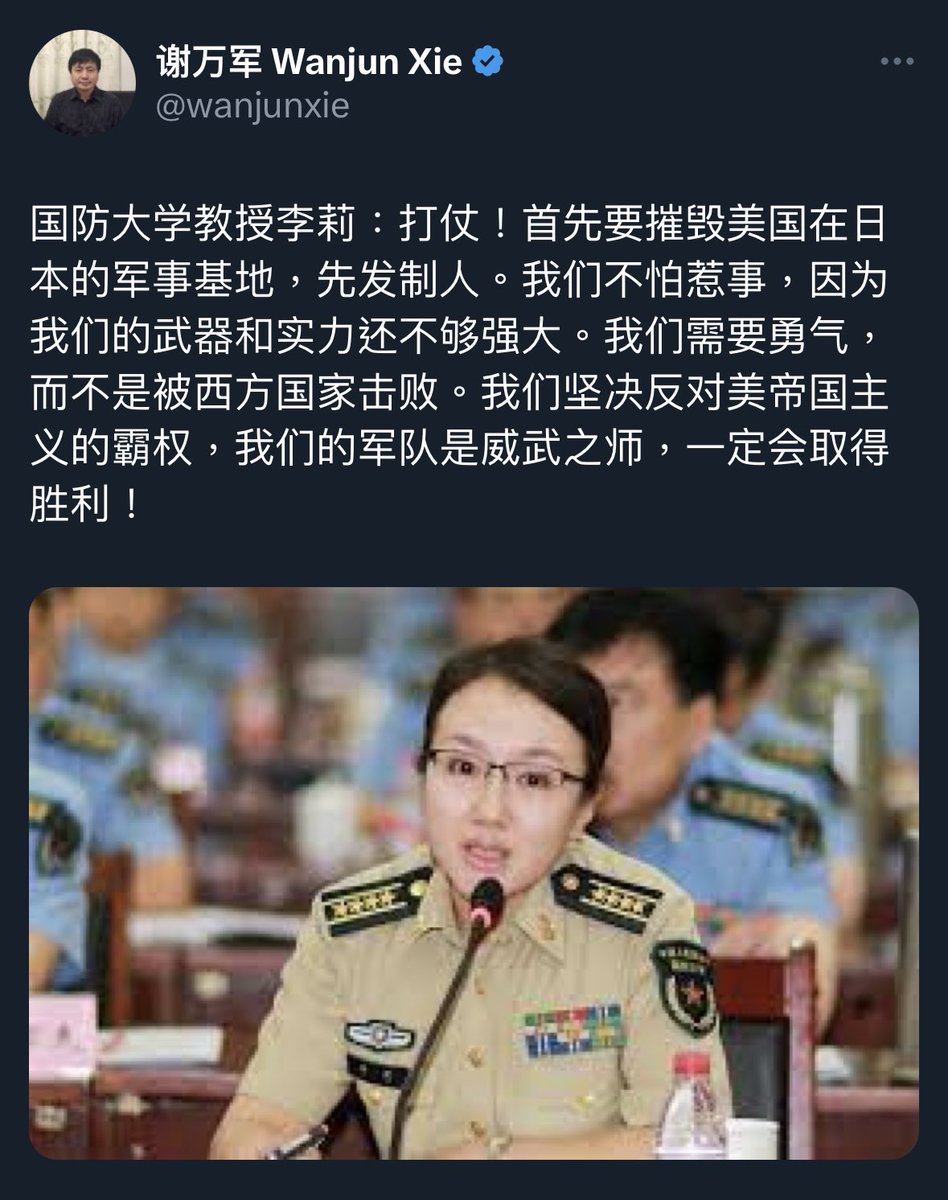 谢万军 Wanjun Xie
@wanjunxie
国防大学教授李莉：打仗！首先要摧毁美国在日
本的军事基地，先发制人。我们不怕惹事，因为
我们的武器和实力还不够强大。我们需要勇气，
而不是被西方国家击败。我们坚决反对美帝国主
义的霸权，我们的军队是威武之师，一定会取得
胜利！